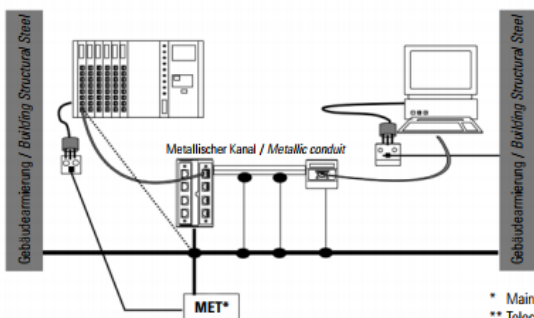 Gebäudearmierung / Building Structural Steel
Metallischer Kanal / Metallic conduit
Gebäudearmierung / Building Structural Steel
MET*
* Main
**